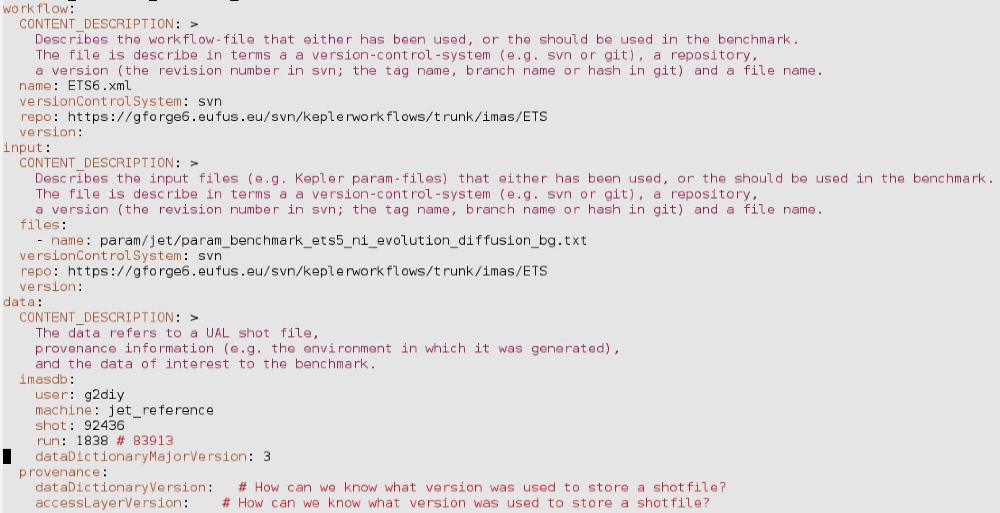 workflow:
  CONTENT_DESCRIPTION: >
    Describes the workflow-file that either has been used, or the should be used in the benchmark.
    The file is describe in terms a a version-control-system (e.g. svn or git), a repository,
    a version (the revision number in svn; the tag name, branch name or hash in git) and a file name.
  name: ETS6.xml
  versionControlSystem: svn
  repo: https://gforge6.eufus.eu/svn/keplerworkflows/trunk/imas/ETS
  version:
input:
  CONTENT_DESCRIPTION: >
    Describes the input files (e.g. Kepler param-files) that either has been used, or the should be used in the benchmark.
    The file is describe in terms a a version-control-system (e.g. svn or git), a repository,
    a version (the revision number in svn; the tag name, branch name or hash in git) and a file name.
  files:
    - name: param/jet/param_benchmark_ets5_ni_evolution_diffusion_bg.txt
  versionControlSystem: svn
  repo: https://gforge6.eufus.eu/svn/keplerworkflows/trunk/imas/ETS
  version:
data:
  CONTENT_DESCRIPTION: >
    The data refers to a UAL shot file,
    provenance information (e.g. the environment in which it was generated),
    and the data of interest to the benchmark.
  imasdb:
    user: g2diy
    machine: jet_reference
    shot: 92436
    run: 1838 # 83913
    dataDictionaryMajorVersion: 3
  provenance:
    dataDictionaryVersion:   # How can we know what version was used to store a shotfile?
    accessLayerVersion:    # How can we know what version was used to store a shotfile?